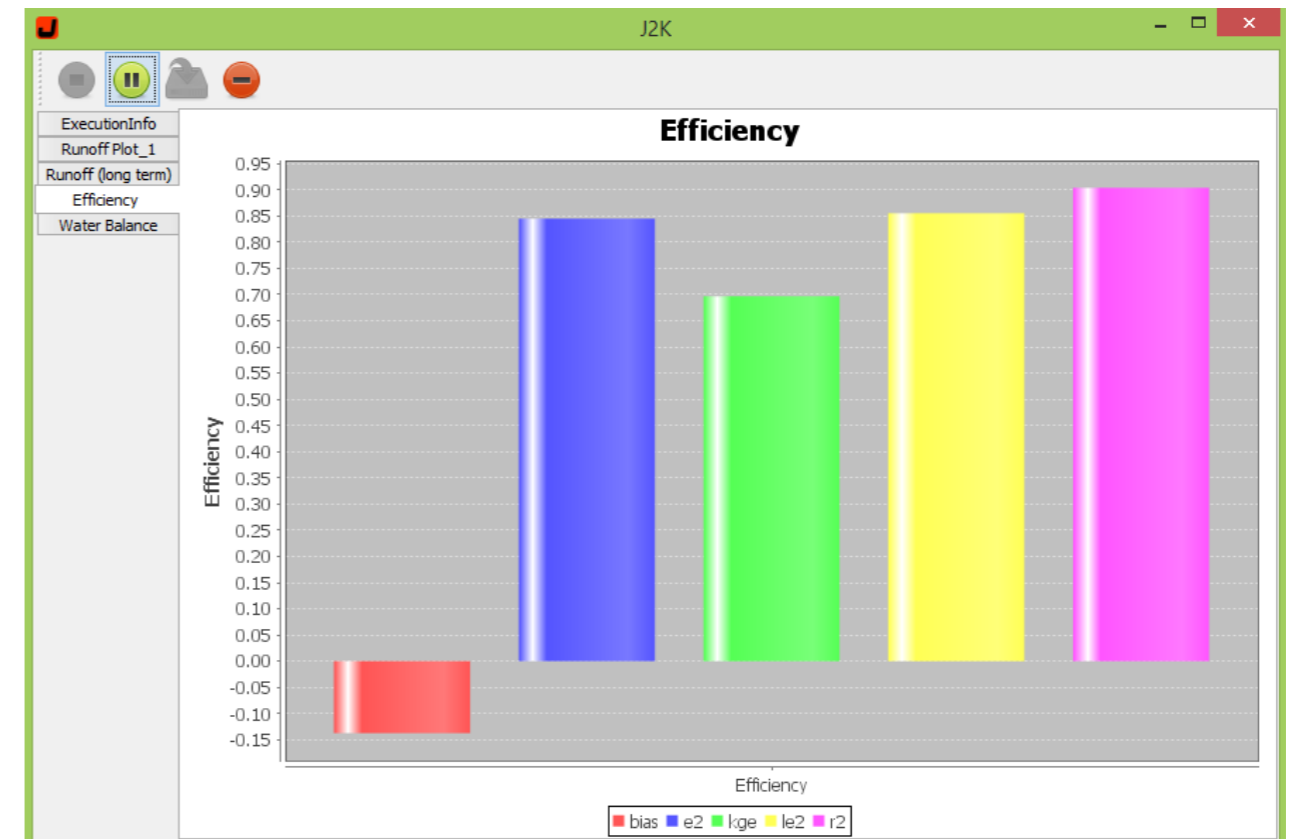 J2K
ExecutionInfo
Runoff Plot_1
Runoff (long term)
Efficiency
Water Balance
Efficiency
0.95
0.90
0.85
0.80
0.75
0.70
0.65
0.60
0.55
0.50
0.45
0.40
0.35
0.30
0.25
0.20
0.15
0.10
0.05
0.00
-0.05
-0.10
-0.15
Efficiency
Efficiency
bias e2 kge le2 r2